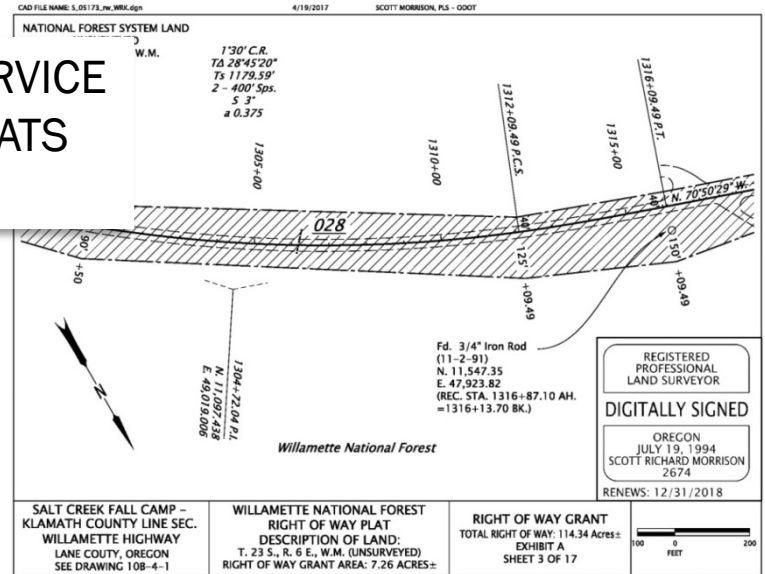 CAD FILE NAME: S_05173_rw_WRK.dgn
4/19/2017
SCOTT MORRISON, PLS - ODOT
NATIONAL FOREST SYSTEM LAND
W.M.
RVICE
ATS
1°30' C.R.
TΔ 28°45'20"
Ts 1179.59'
2 - 400' Sps.
S 3°
a 0.375
1305+00
1310+00
1312+09.49 P.C.S.
1315+00
1316+09.49 P.T.
N. 70°50'29" W.
028
40'
40'
90'
+50
125'
+09.49
150'
+09.49
1304+72.04 P.I.
N. 11,097.438
E. 49,019.006
N
Fd. 3/4" Iron Rod
(11-2-91)
N. 11,547.35
E. 47,923.82
(REC. STA. 1316+87.10 AH.
=1316+13.70 BK.)
Willamette National Forest
REGISTERED
PROFESSIONAL
LAND SURVEYOR
DIGITALLY SIGNED
OREGON
JULY 19, 1994
SCOTT RICHARD MORRISON
2674
RENEWS: 12/31/2018
SALT CREEK FALL CAMP -
KLAMATH COUNTY LINE SEC.
WILLAMETTE HIGHWAY
LANE COUTY, OREGON
SEE DRAWING 10B-4-1
WILLAMETTE NATIONAL FOREST
RIGHT OF WAY PLAT
DESCRIPTION OF LAND:
T. 23 S., R. 6 E., W.M. (UNSURVEYED)
RIGHT OF WAY GRANT AREA: 7.26 ACRES±
RIGHT OF WAY GRANT
TOTAL RIGHT OF WAY: 114.34 Acres±
EXHIBIT A
SHEET 3 OF 17
100 0 200
FEET